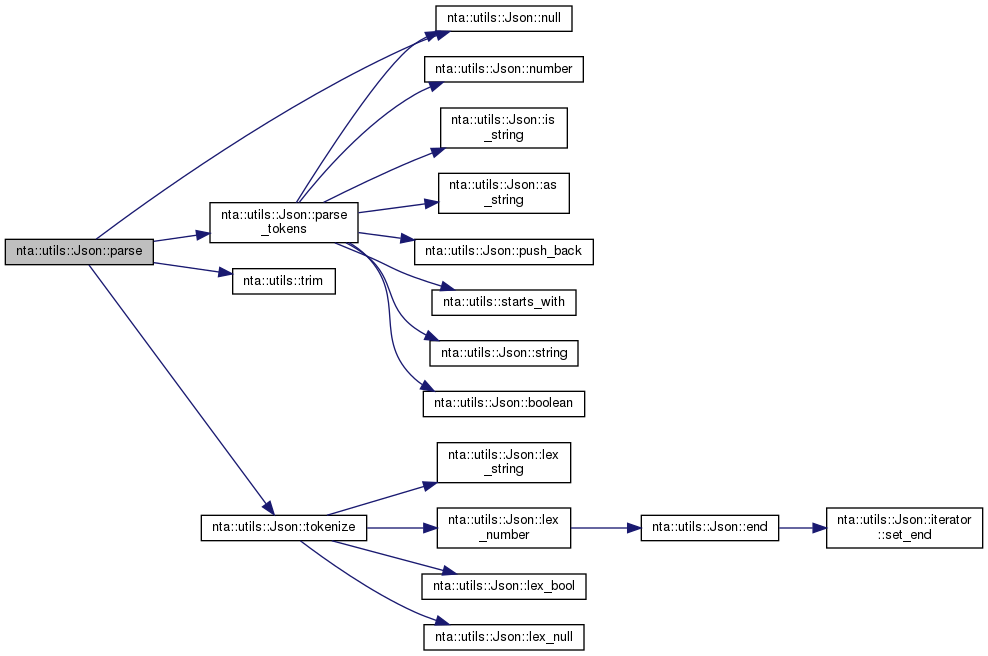 nta::utils::Json::null
nta::utils::Json::number
nta::utils::Json::is
_string
nta::utils::Json::as
_string
nta::utils::Json::parse
_tokens
nta::utils::Json::parse
nta::utils::Json::push_back
nta::utils::trim
nta::utils::starts_with
nta::utils::Json::string
nta::utils::Json::boolean
nta::utils::Json::lex
_string
nta::utils::Json::tokenize
nta::utils::Json::lex
_number
nta::utils::Json::end
nta::utils::Json::iterator
::set_end
nta::utils::Json::lex_bool
nta::utils::Json::lex_null